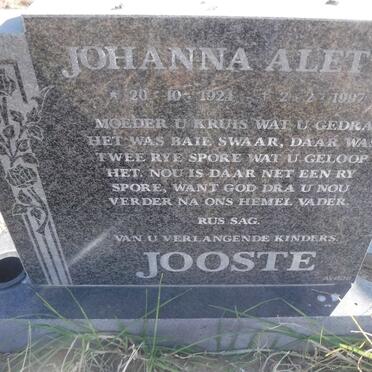 JOHANNA ALET
* 20-10-1921 2-2-1997
MOEDER U KRUIS WAT U GEDRA
HET WAS BAIE SWAAR, DAAR WAS
TWEE RYE SPORE WAT U GELOOP
HET. NOU IS DAAR NET EEN RY
SPORE, WANT GOD DRA U NOU
VERDER NA ONS HEMEL VADER.
RUS SAG.
VAN U VERLANGENDE KINDERS.
JOOSTE